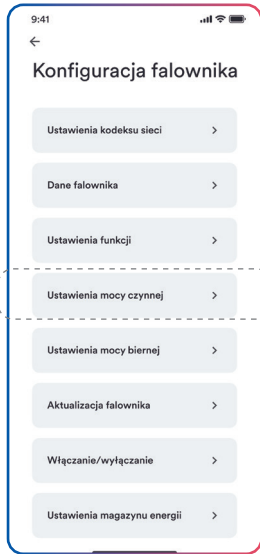 9:41
Konfiguracja falownika
Ustawienia kodeksu sieci
Dane falownika
Ustawienia funkcji
Ustawienia mocy czynnej
Ustawienia mocy biernej
Aktualizacja falownika
Włączanie/wyłączanie
Ustawienia magazynu energii